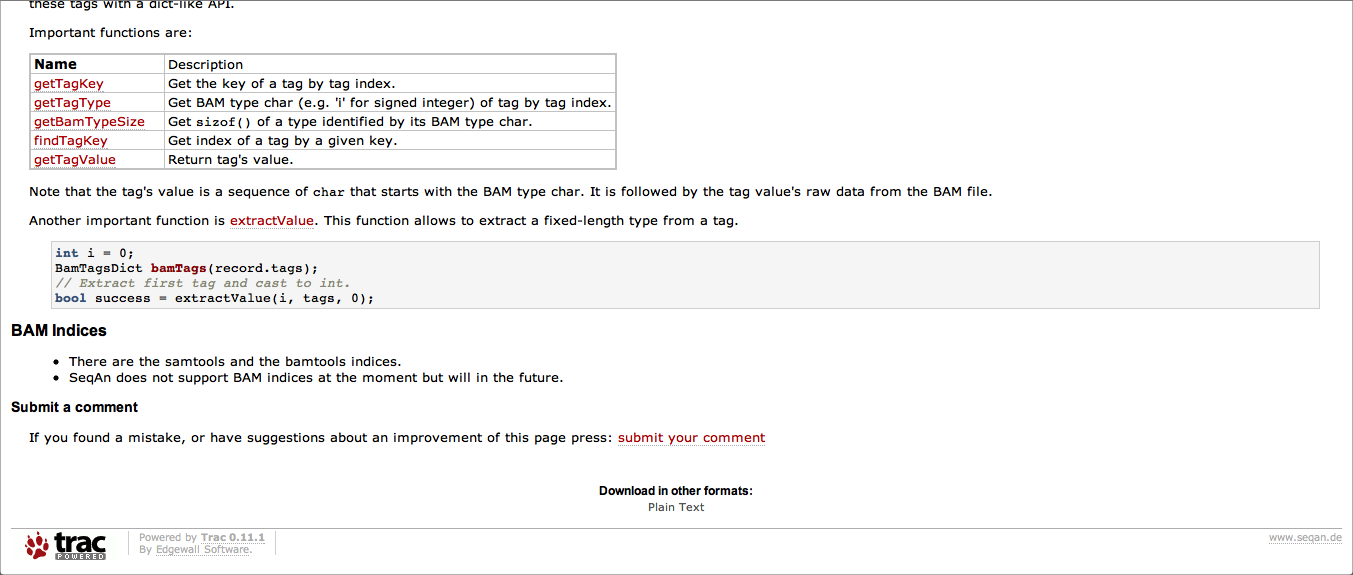 these tags with a dict-like API.
Important functions are:
Name Description
getTagKey Get the key of a tag by tag index.
getTagType Get BAM type char (e.g. 'i' for signed integer) of tag by tag index.
getBamTypeSize Get sizof() of a type identified by its BAM type char.
findTagKey Get index of a tag by a given key.
getTagValue Return tag's value.
Note that the tag's value is a sequence of char that starts with the BAM type char. It is followed by the tag value's raw data from the BAM file.
Another important function is extractValue. This function allows to extract a fixed-length type from a tag.
int i = 0;
BamTagsDict bamTags(record.tags);
// Extract first tag and cast to int.
bool success = extractValue(i, tags, 0);
BAM Indices
• There are the samtools and the bamtools indices.
• SeqAn does not support BAM indices at the moment but will in the future.
Submit a comment
If you found a mistake, or have suggestions about an improvement of this page press: submit your comment
Download in other formats:
Plain Text
trac
POWERED
Powered by Trac 0.11.1
By Edgewall Software.
www.seqan.de